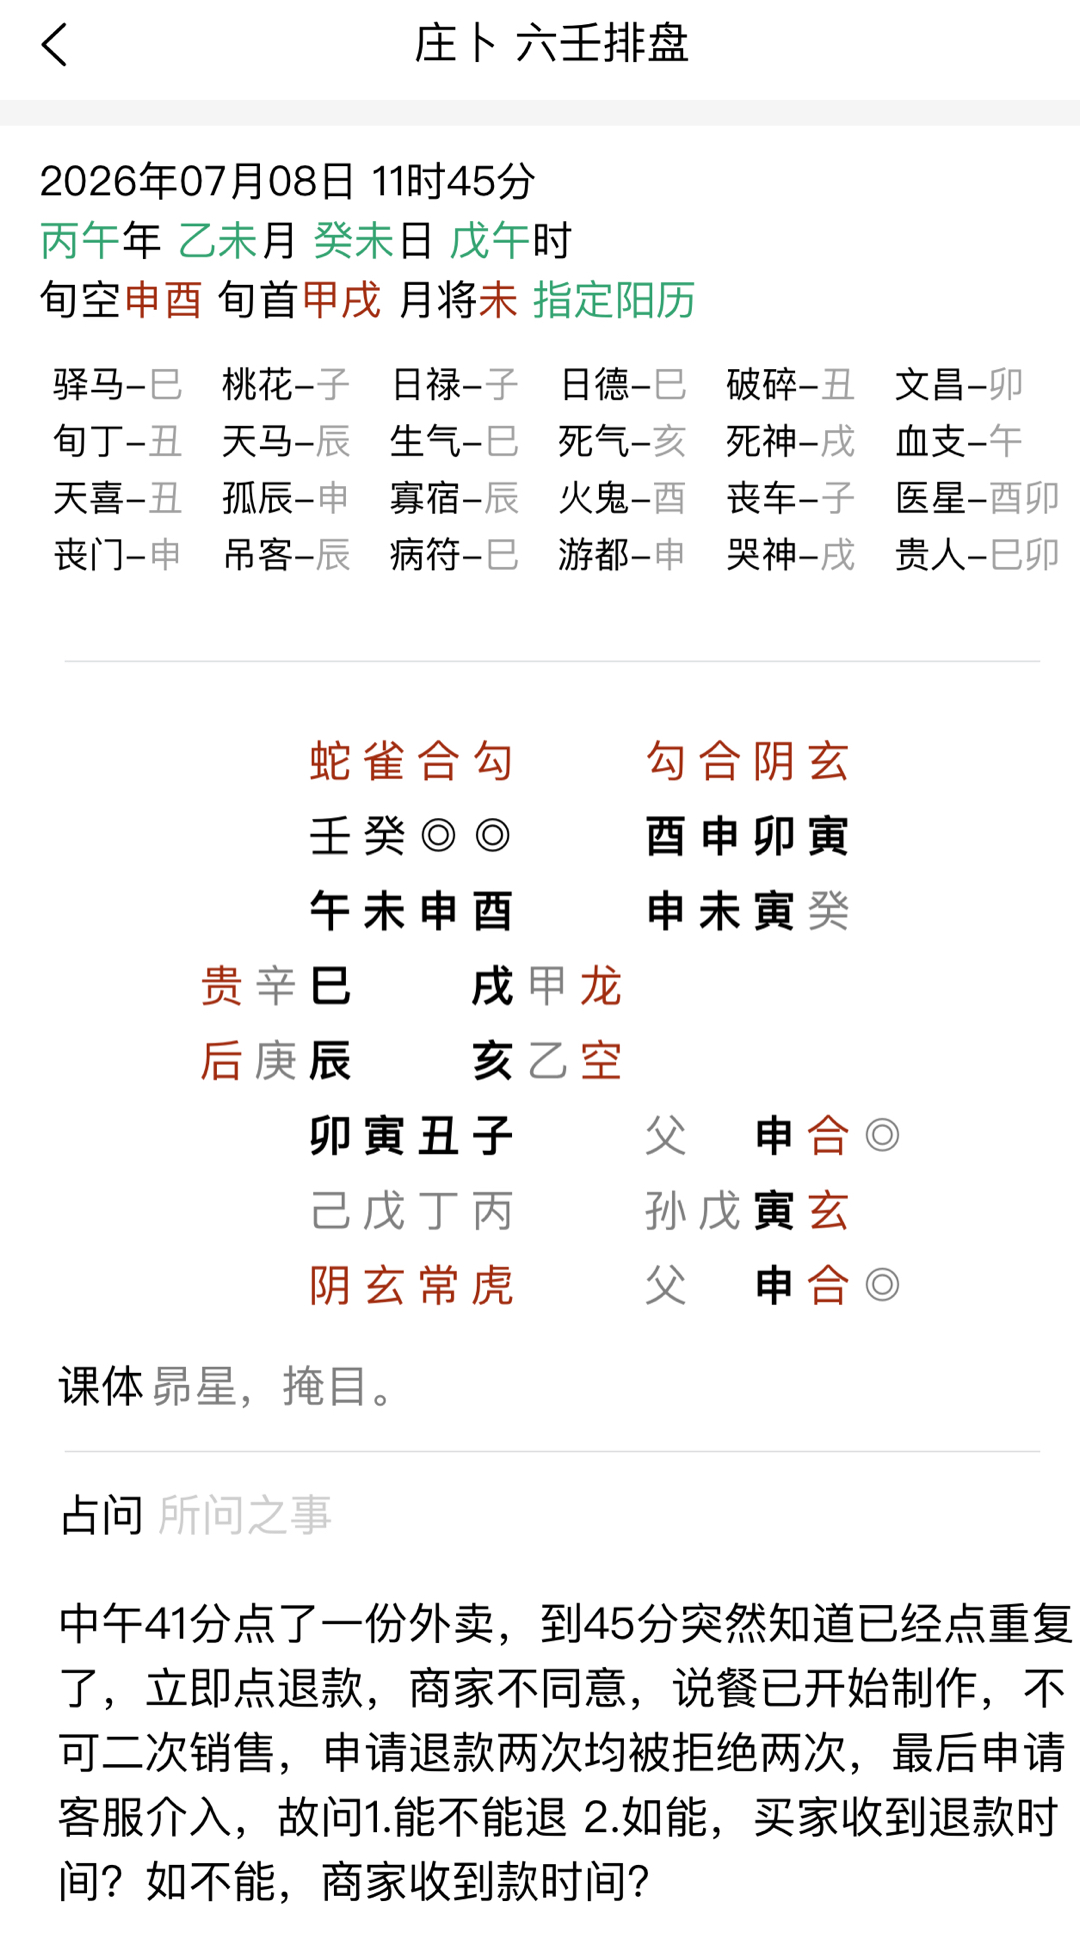 庄卜 六壬排盘
2026年07月08日 11时45分
丙午年 乙未月 癸未日 戊午时
旬空申酉 旬首甲戌 月将未 指定阳历
驿马-巳 桃花-子 日禄-子 日德-巳 破碎-丑 文昌-卯
旬丁-丑 天马-辰 生气-巳 死气-亥 死神-戌 血支-午
天喜-丑 孤辰-申 寡宿-辰 火鬼-酉 丧车-子 医星-酉卯
丧门-申 吊客-辰 病符-巳 游都-申 哭神-戌 贵人-巳卯
蛇雀合勾 勾合阴玄
壬癸◎◎ 酉申卯寅
午未申酉 申未寅癸
贵辛巳 戌甲龙
后庚辰 亥乙空
卯寅丑子 父 申合◎
己戊丁丙 孙戊寅玄
阴玄常虎 父 申合◎
课体 昴星，掩目。
占问 所问之事
中午41分点了一份外卖，到45分突然知道已经点重复
了，立即点退款，商家不同意，说餐已开始制作，不
可二次销售，申请退款两次均被拒绝两次，最后申请
客服介入，故问1.能不能退 2.如能，买家收到退款时
间？如不能，商家收到款时间？